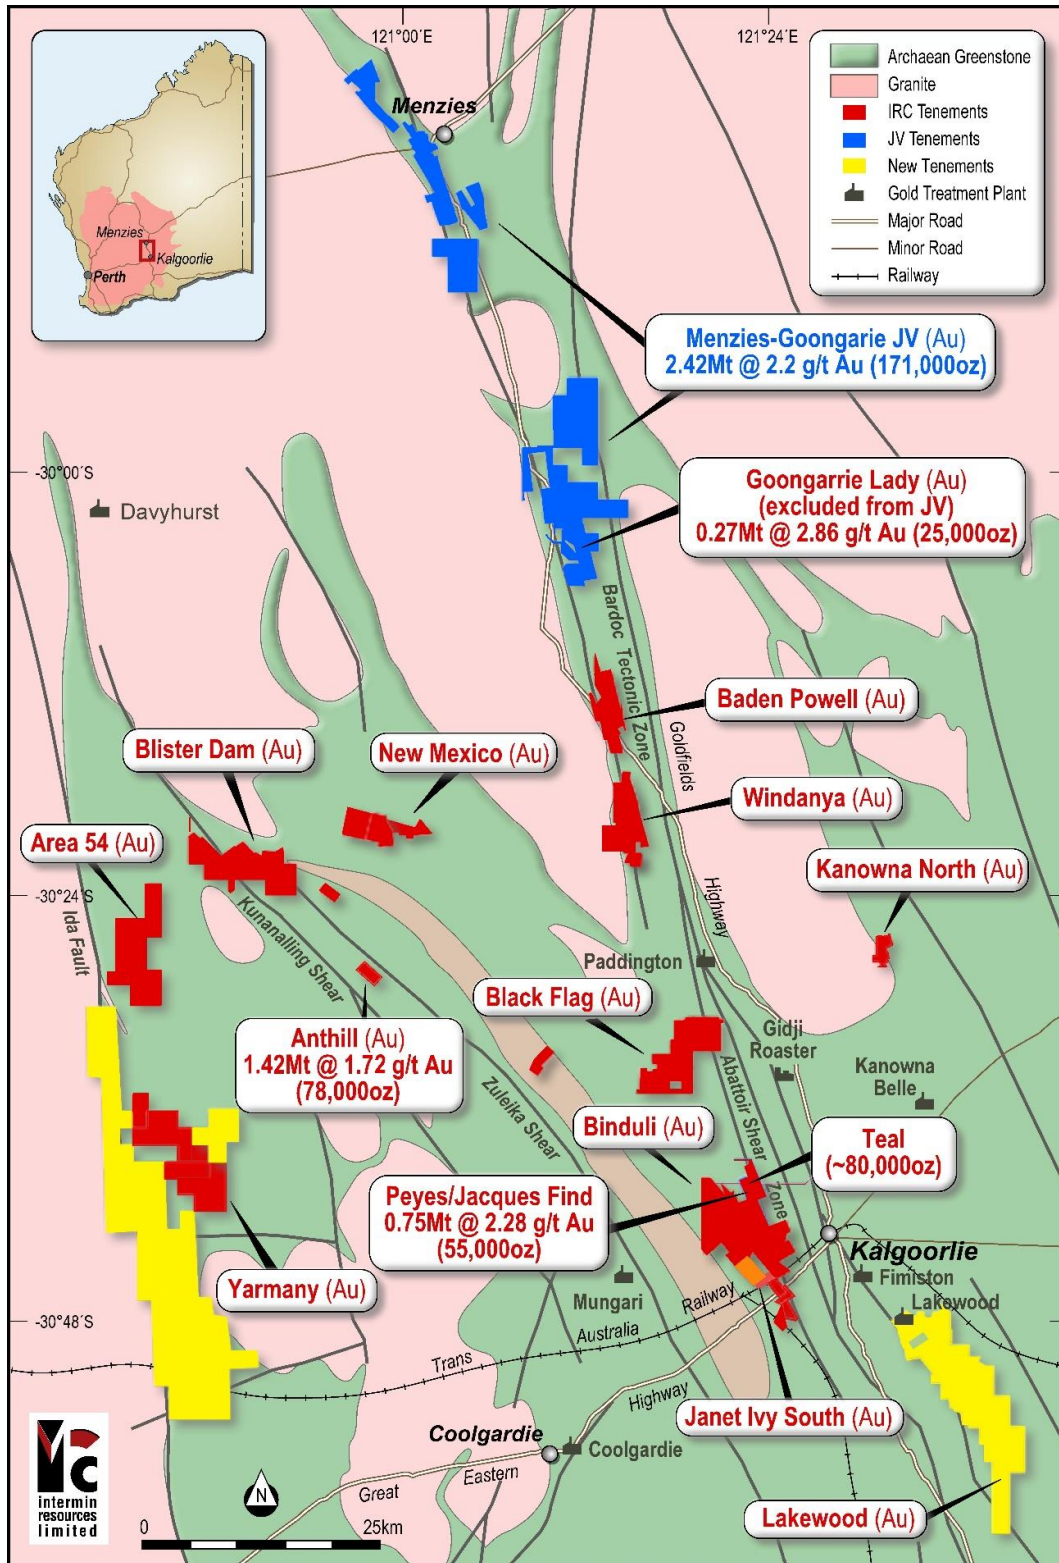 121°00´E
121°24´E
Menzies
Kalgoorlie
Perth
Menzies
Archaean Greenstone
Granite
IRC Tenements
JV Tenements
New Tenements
Gold Treatment Plant
Major Road
Minor Road
Railway
Menzies-Goongarie JV (Au)
2.42Mt @ 2.2 g/t Au (171,000oz)
-30°00´S
Davyhurst
Goongarrie Lady (Au)
(excluded from JV)
0.27Mt @ 2.86 g/t Au (25,000oz)
Bardoc Tectonic Zone
Baden Powell (Au)
Goldfields
Highway
Blister Dam (Au)
New Mexico (Au)
Windanya (Au)
Area 54 (Au)
Kanowna North (Au)
-30°24´S
Ida Fault
Kunanalling Shear
Paddington
Black Flag (Au)
Gidji
Roaster
Anthill (Au)
1.42Mt @ 1.72 g/t Au
(78,000oz)
Zuleika Shear
Abattoir Shear
Zone
Kanowna
Belle
Binduli (Au)
Teal
(~80,000oz)
Peyes/Jacques Find
0.75Mt @ 2.28 g/t Au
(55,000oz)
Kalgoorlie
Yarmany (Au)
Mungari
Fimiston
Lakewood
-30°48´S
Trans
Australia
Railway
Highway
Janet Ivy South (Au)
Coolgardie
Coolgardie
Great
Eastern
Lakewood (Au)
N
0
25km
intermin
resources
limited